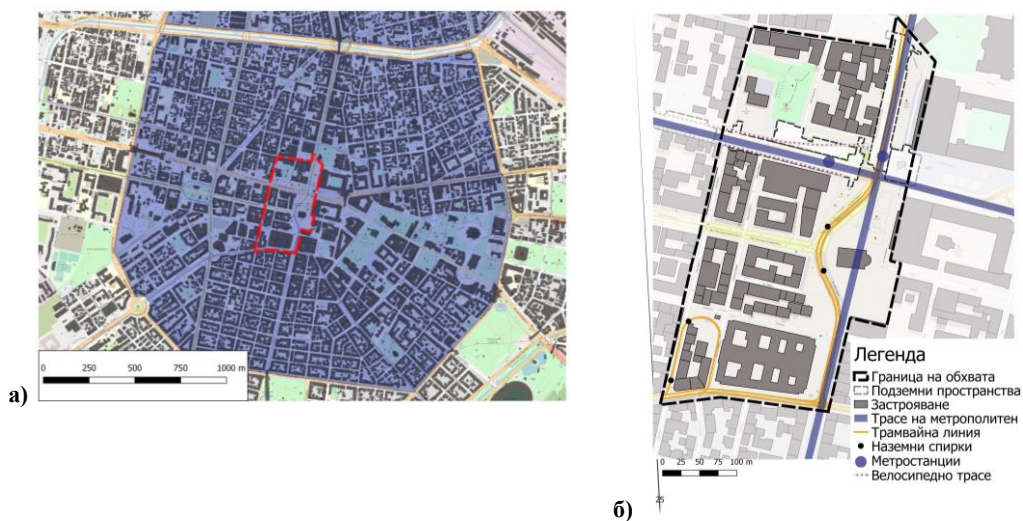 0 250 500 750 1000 m
а)
Легенда
Граница на обхвата
Подземни пространства
Застрояване
Трасе на метрополитен
Трамвайна линия
Наземни спирки
Метростанции
Велосипедно трасе
0 25 50 75 100 m
25
б)